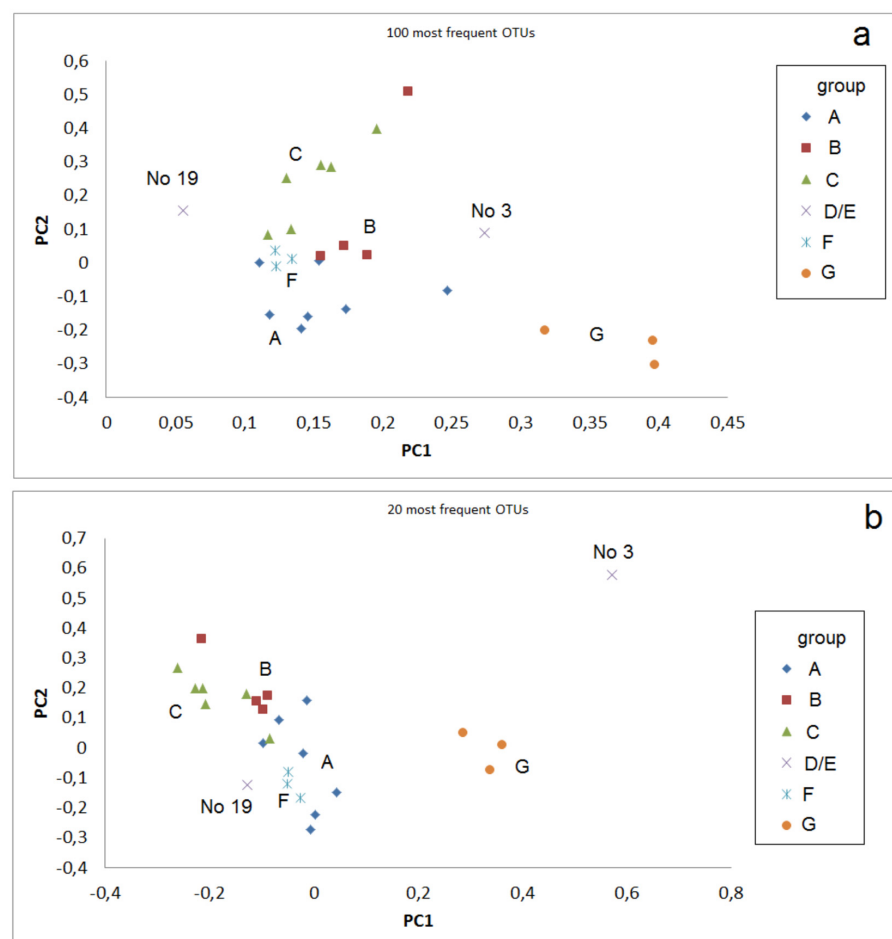 100 most frequent OTUs
a
0,6
0,5
0,4
0,3
0,2
0,1
0
-0,1
-0,2
-0,3
-0,4
PC2
No 19
C
B
No 3
F
A
G
0 0,05 0,1 0,15 0,2 0,25 0,3 0,35 0,4 0,45
PC1
group
A
B
C
D/E
F
G
20 most frequent OTUs
b
0,7
0,6
0,5
0,4
0,3
0,2
0,1
0
-0,1
-0,2
-0,3
-0,4
PC2
No 3
B
C
A
G
No 19
F
-0,4 -0,2 0 0,2 0,4 0,6 0,8
PC1
group
A
B
C
D/E
F
G